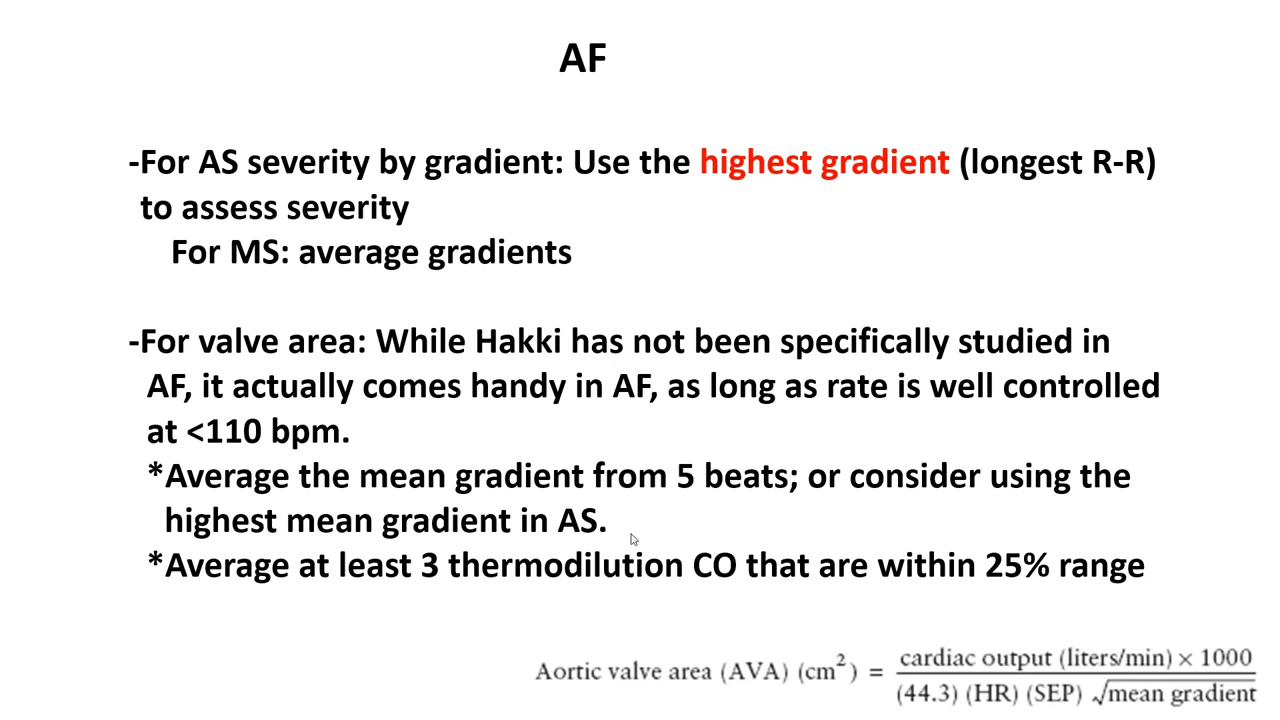 AF
-For AS severity by gradient: Use the highest gradient (longest R-R)
to assess severity
For MS: average gradients
-For valve area: While Hakki has not been specifically studied in
AF, it actually comes handy in AF, as long as rate is well controlled
at <110 bpm.
*Average the mean gradient from 5 beats; or consider using the
highest mean gradient in AS.
*Average at least 3 thermodilution CO that are within 25% range
Aortic valve area (AVA) (cm²) = cardiac output (liters/min) × 1000
(44.3) (HR) (SEP) √mean gradient